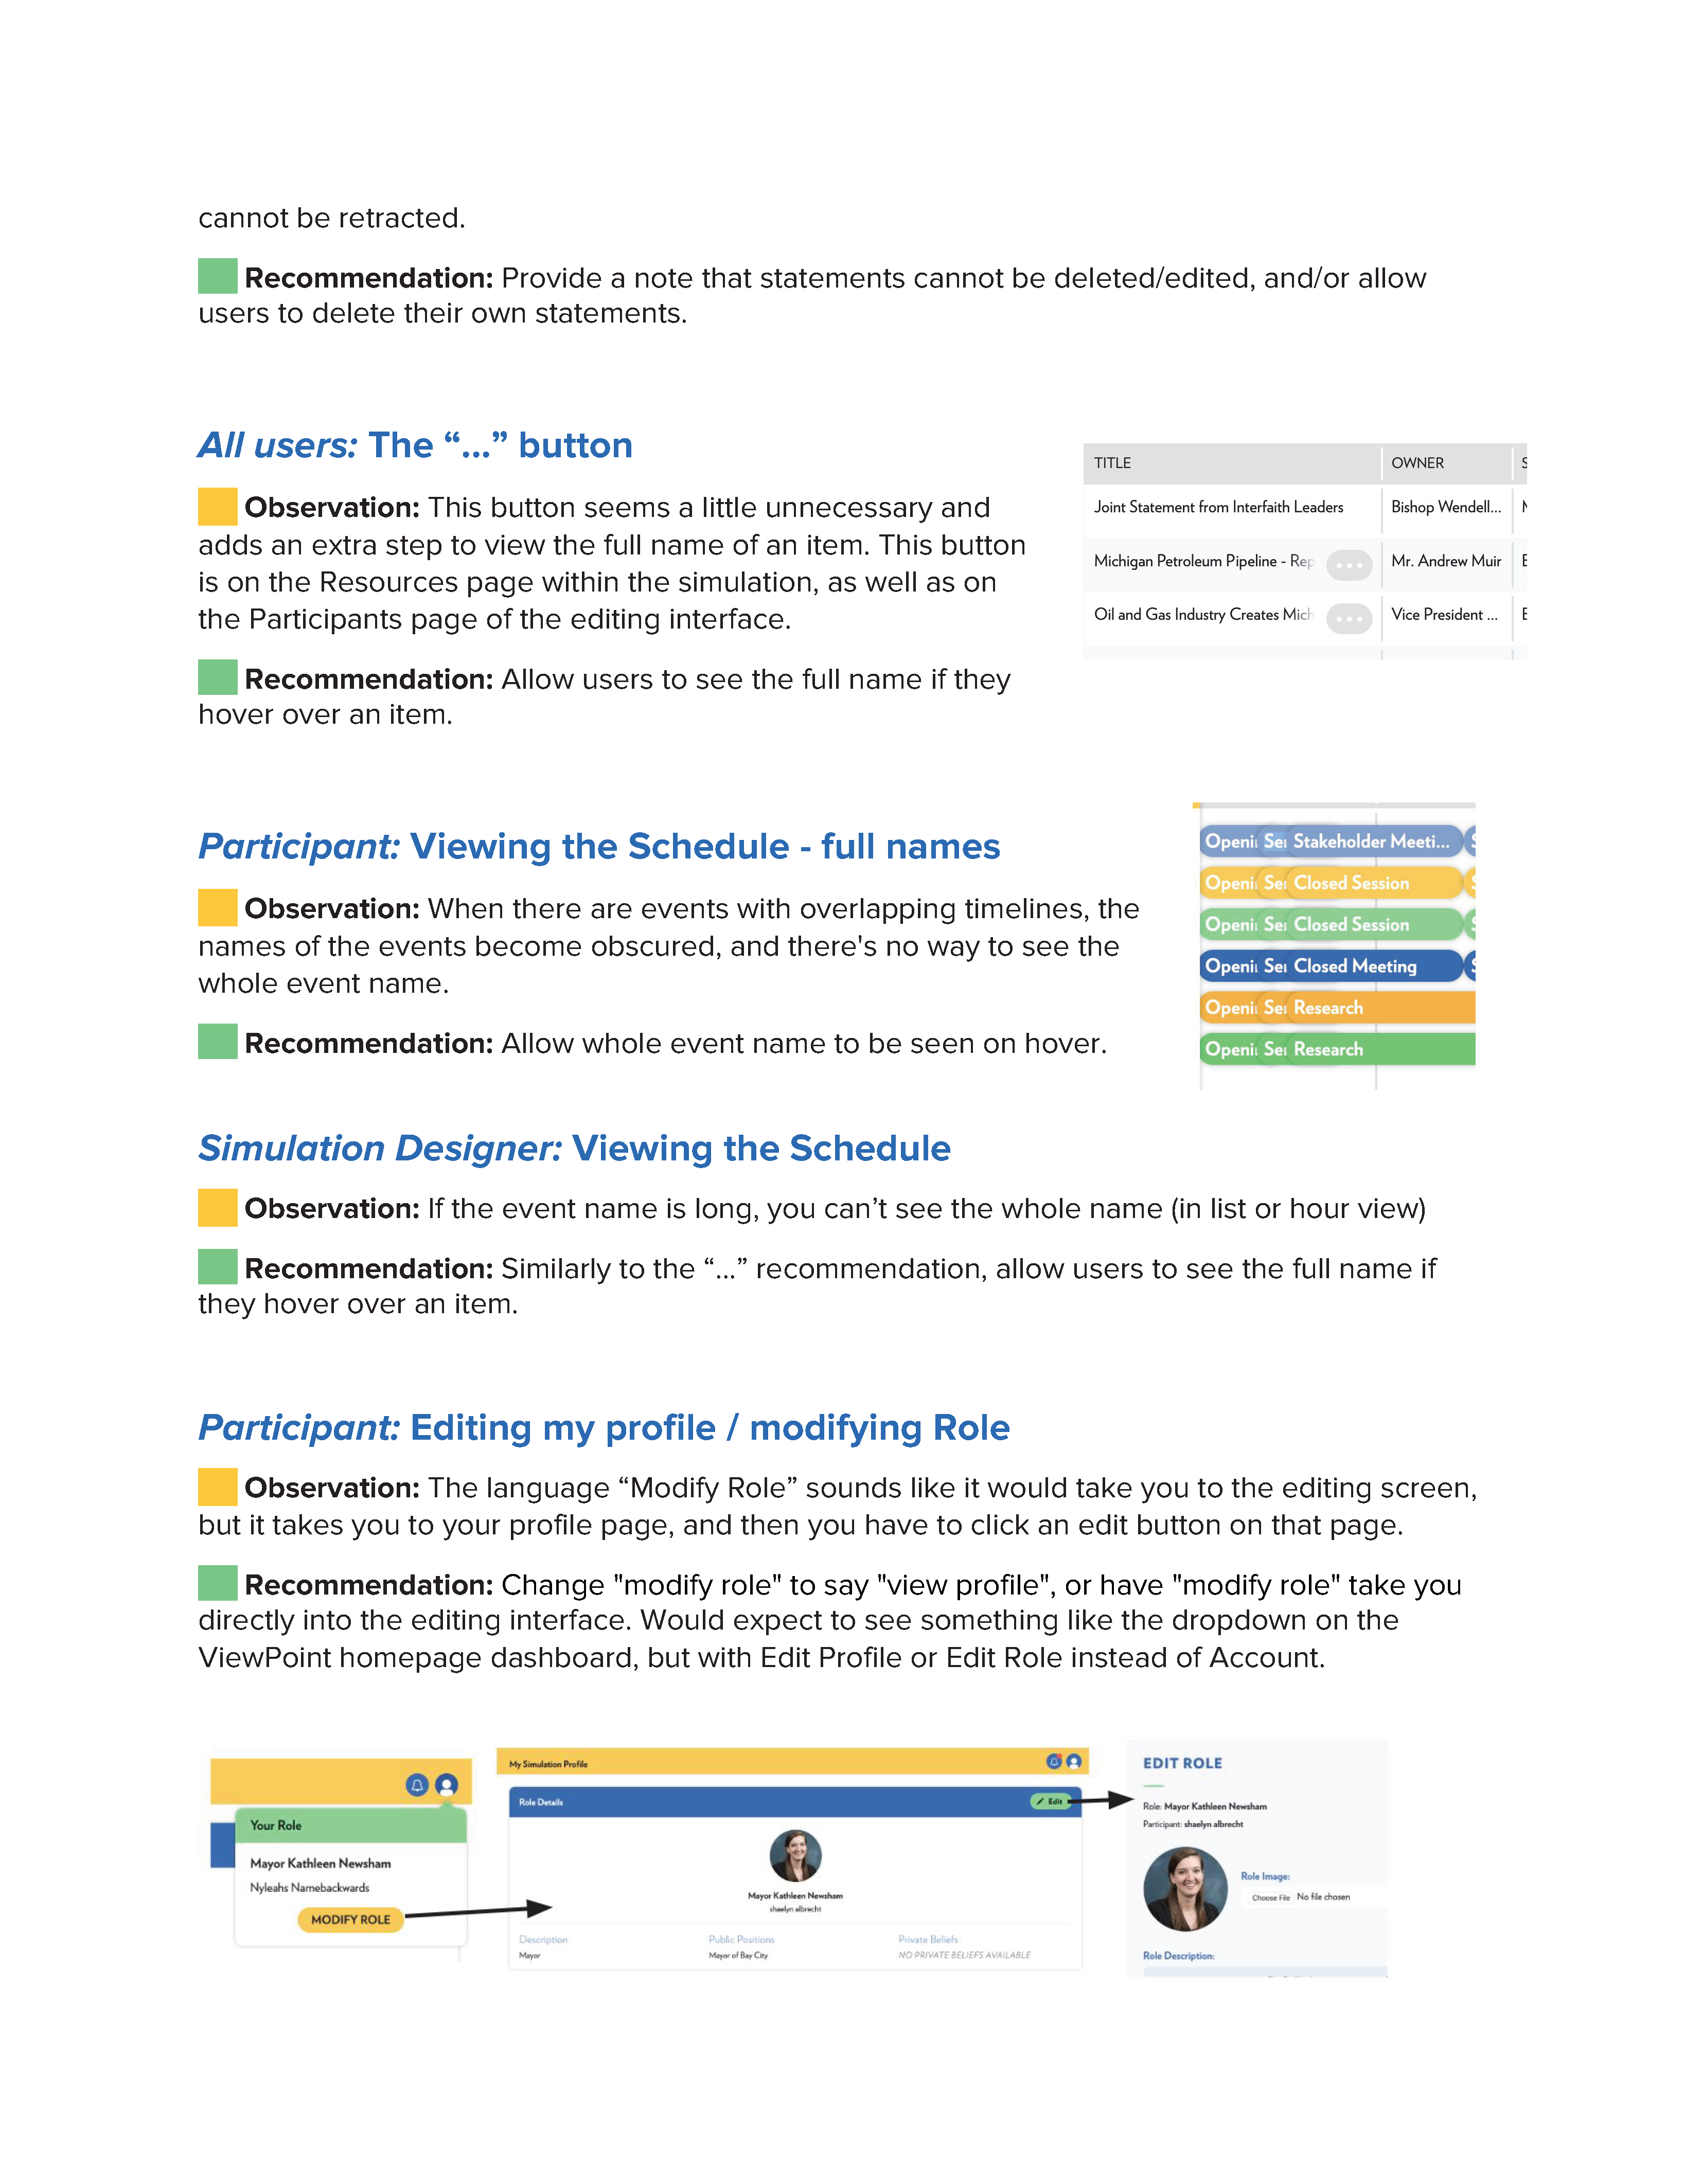 cannot be retracted.
Recommendation: Provide a note that statements cannot be deleted/edited, and/or allow
users to delete their own statements.
All users: The “...” button
Observation: This button seems a little unnecessary and
adds an extra step to view the full name of an item. This button
is on the Resources page within the simulation, as well as on
the Participants page of the editing interface.
Recommendation: Allow users to see the full name if they
hover over an item.
TITLE OWNER S
Joint Statement from Interfaith Leaders Bishop Wendell...
Michigan Petroleum Pipeline - Rep ... Mr. Andrew Muir E
Oil and Gas Industry Creates Mich ... Vice President ... E
Participant: Viewing the Schedule - full names
Observation: When there are events with overlapping timelines, the
names of the events become obscured, and there's no way to see the
whole event name.
Recommendation: Allow whole event name to be seen on hover.
Openi Ser Stakeholder Meeti... S
Openi Ser Closed Session S
Openi Ser Closed Session S
Openi Ser Closed Meeting S
Openi Ser Research
Openi Ser Research
Simulation Designer: Viewing the Schedule
Observation: If the event name is long, you can’t see the whole name (in list or hour view)
Recommendation: Similarly to the “...” recommendation, allow users to see the full name if
they hover over an item.
Participant: Editing my profile / modifying Role
Observation: The language “Modify Role” sounds like it would take you to the editing screen,
but it takes you to your profile page, and then you have to click an edit button on that page.
Recommendation: Change "modify role" to say "view profile", or have "modify role" take you
directly into the editing interface. Would expect to see something like the dropdown on the
ViewPoint homepage dashboard, but with Edit Profile or Edit Role instead of Account.
Your Role
Mayor Kathleen Newsham
Nyleahs Namebackwards
MODIFY ROLE
My Simulation Profile
Role Details Edit
Mayor Kathleen Newsham
shaelyn albrecht
Description Public Positions Private Beliefs
Mayor Mayor of Bay City NO PRIVATE BELIEFS AVAILABLE
EDIT ROLE
Role: Mayor Kathleen Newsham
Participant: shaelyn albrecht
Role Image:
Choose File No file chosen
Role Description: